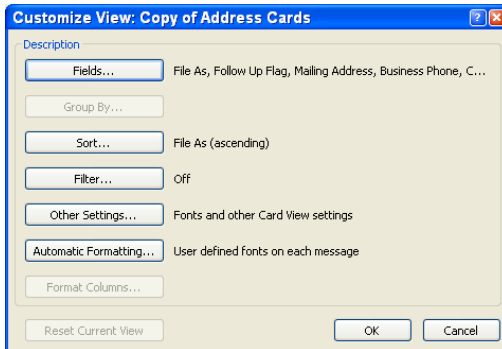 Customize View: Copy of Address Cards
Description
Fields... File As, Follow Up Flag, Mailing Address, Business Phone, C...
Group By...
Sort... File As (ascending)
Filter... Off
Other Settings... Fonts and other Card View settings
Automatic Formatting... User defined fonts on each message
Format Columns...
Reset Current View OK Cancel